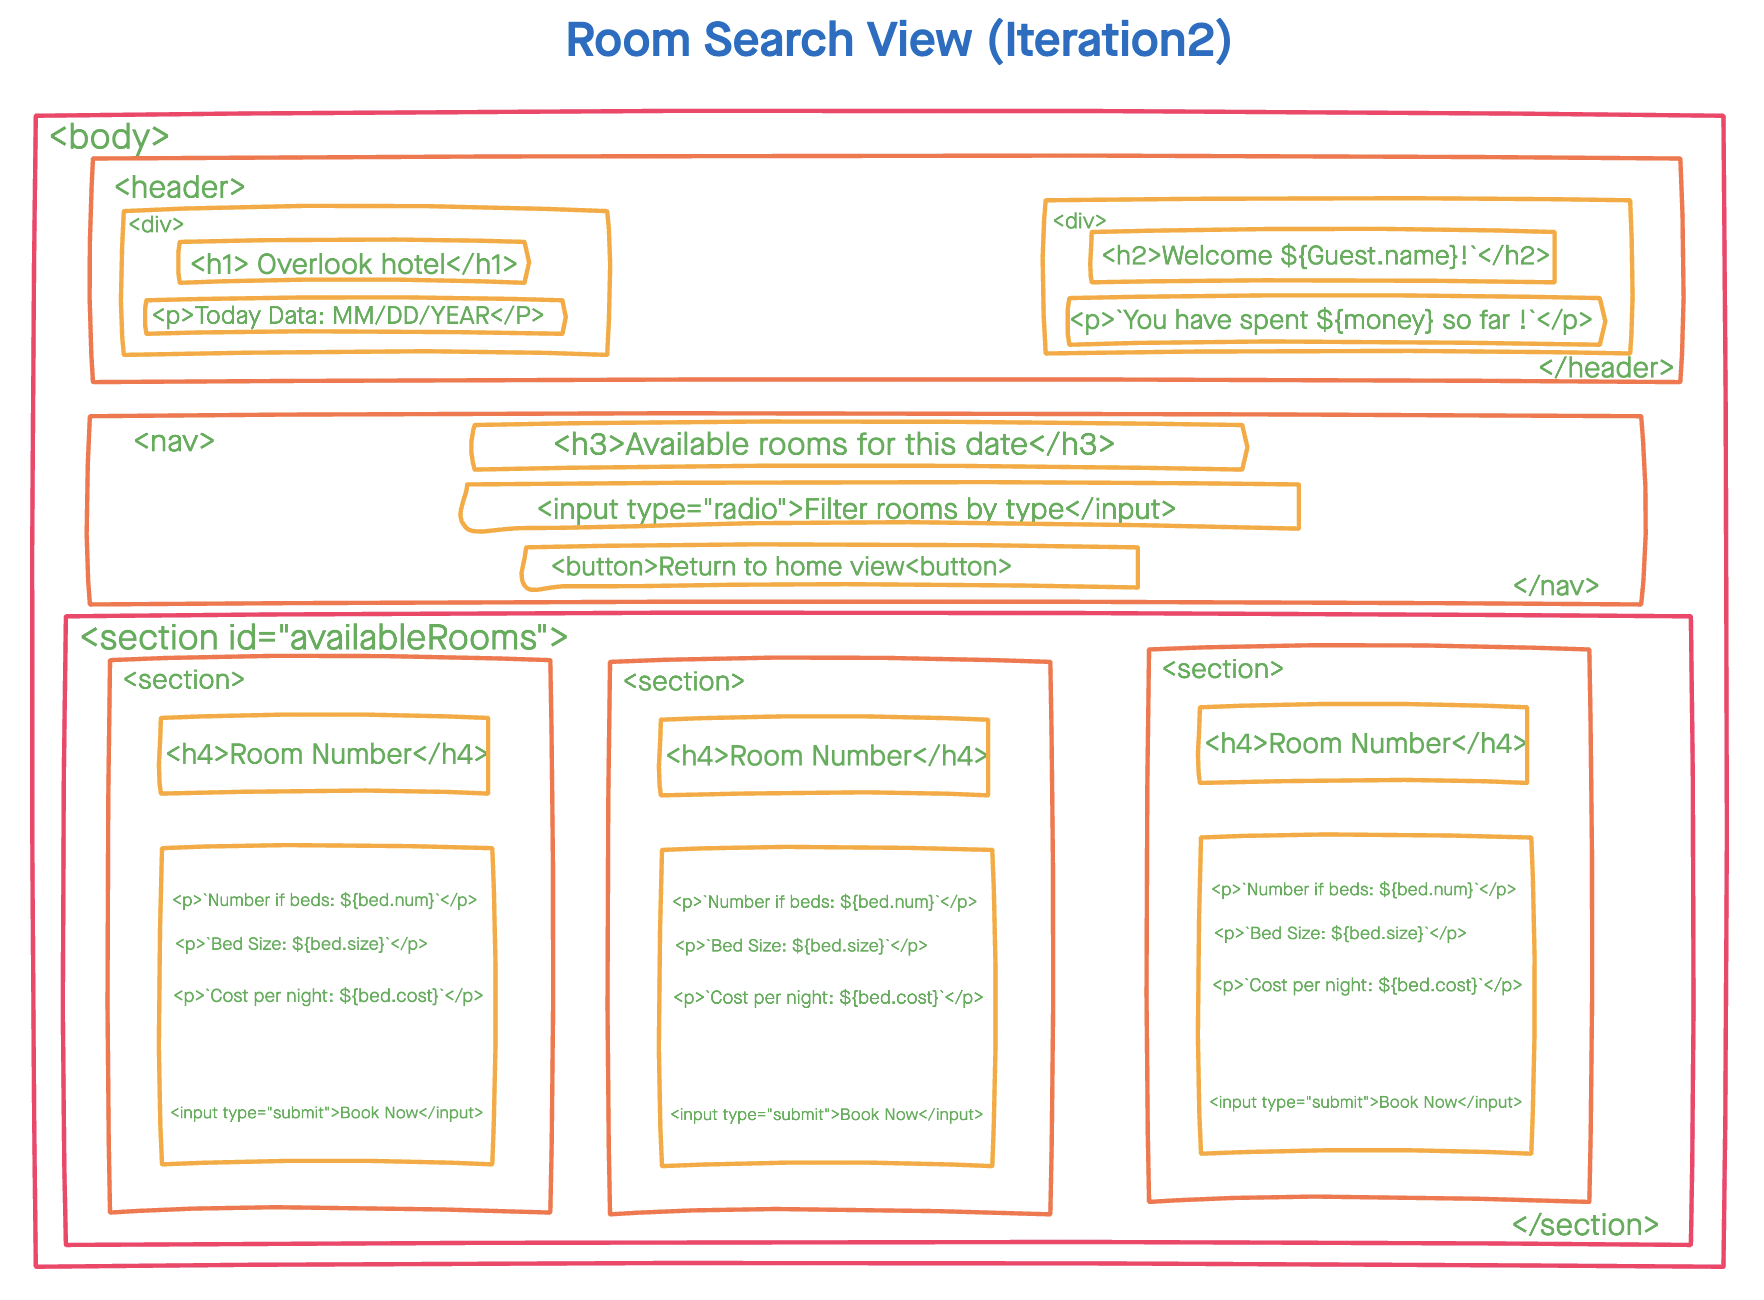 Room Search View (Iteration2)
<body>
<header>
<div>
<h1> Overlook hotel</h1>
<p>Today Data: MM/DD/YEAR</P>
<div>
<h2>Welcome ${Guest.name}!`</h2>
<p>`You have spent ${money} so far !`</p>
</header>
<nav>
<h3>Available rooms for this date</h3>
<input type="radio">Filter rooms by type</input>
<button>Return to home view<button>
</nav>
<section id="availableRooms">
<section>
<h4>Room Number</h4>
<p>`Number if beds: ${bed.num}`</p>
<p>`Bed Size: ${bed.size}`</p>
<p>`Cost per night: ${bed.cost}`</p>
<input type="submit">Book Now</input>
<section>
<h4>Room Number</h4>
<p>`Number if beds: ${bed.num}`</p>
<p>`Bed Size: ${bed.size}`</p>
<p>`Cost per night: ${bed.cost}`</p>
<input type="submit">Book Now</input>
<section>
<h4>Room Number</h4>
<p>`Number if beds: ${bed.num}`</p>
<p>`Bed Size: ${bed.size}`</p>
<p>`Cost per night: ${bed.cost}`</p>
<input type="submit">Book Now</input>
</section>